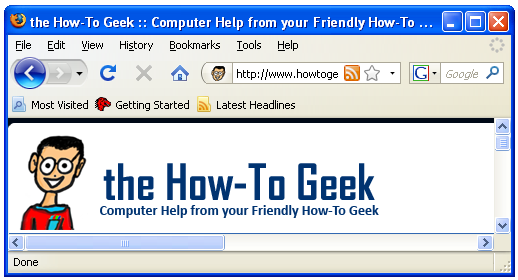 the How-To Geek :: Computer Help from your Friendly How-To ...
File Edit View History Bookmarks Tools Help
http://www.howtoge G Google
Most Visited Getting Started Latest Headlines
the How-To Geek
Computer Help from your Friendly How-To Geek
Done